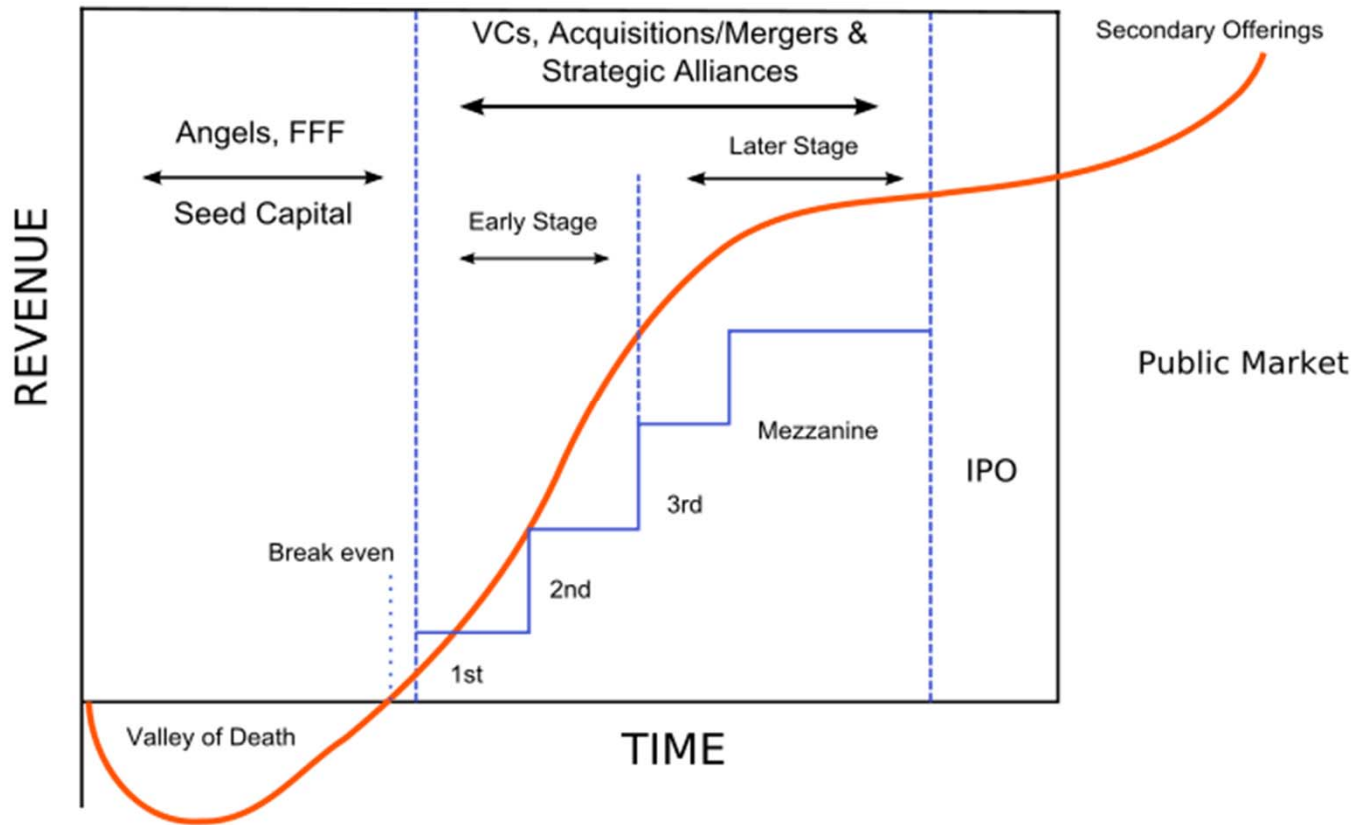 VCs, Acquisitions/Mergers &
Strategic Alliances
Secondary Offerings
Angels, FFF
Seed Capital
Later Stage
Early Stage
REVENUE
Public Market
Mezzanine
IPO
3rd
Break even
2nd
1st
Valley of Death
TIME